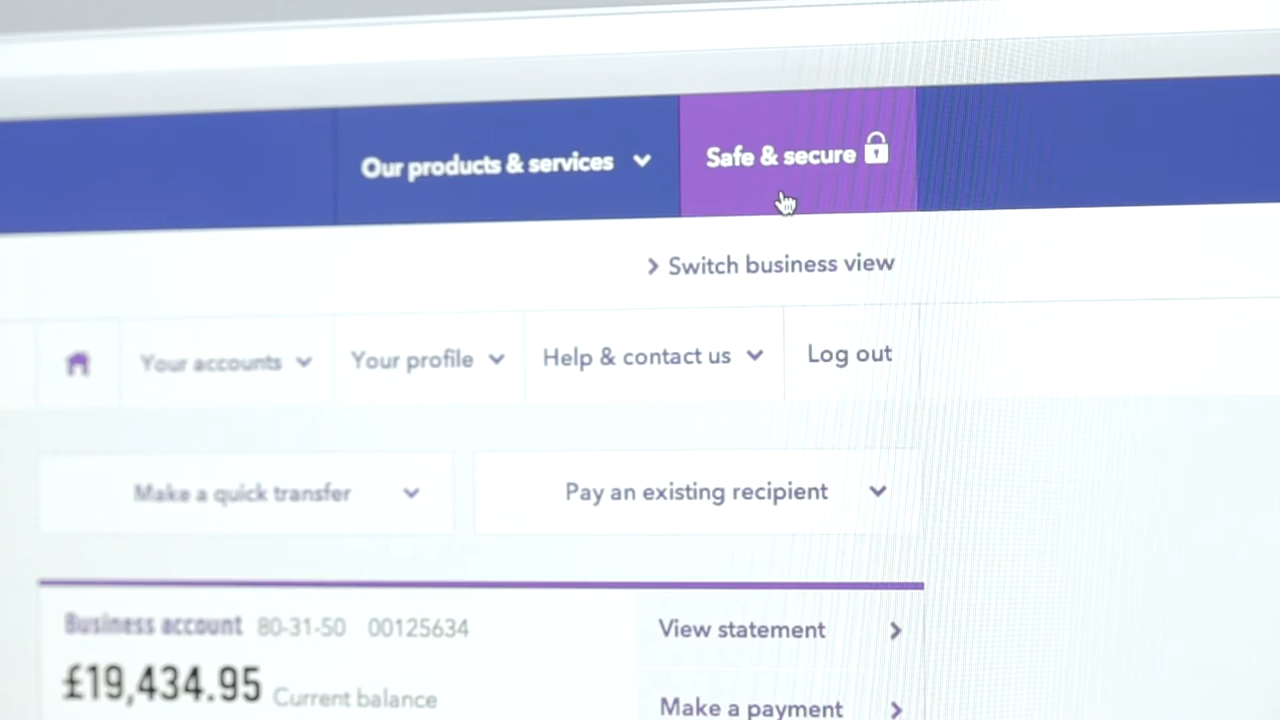 Our products & services
Safe & secure
Switch business view
Your accounts
Your profile
Help & contact us
Log out
Make a quick transfer
Pay an existing recipient
Business account 80-31-50 00125634
View statement
£19,434.95 Current balance
Make a payment